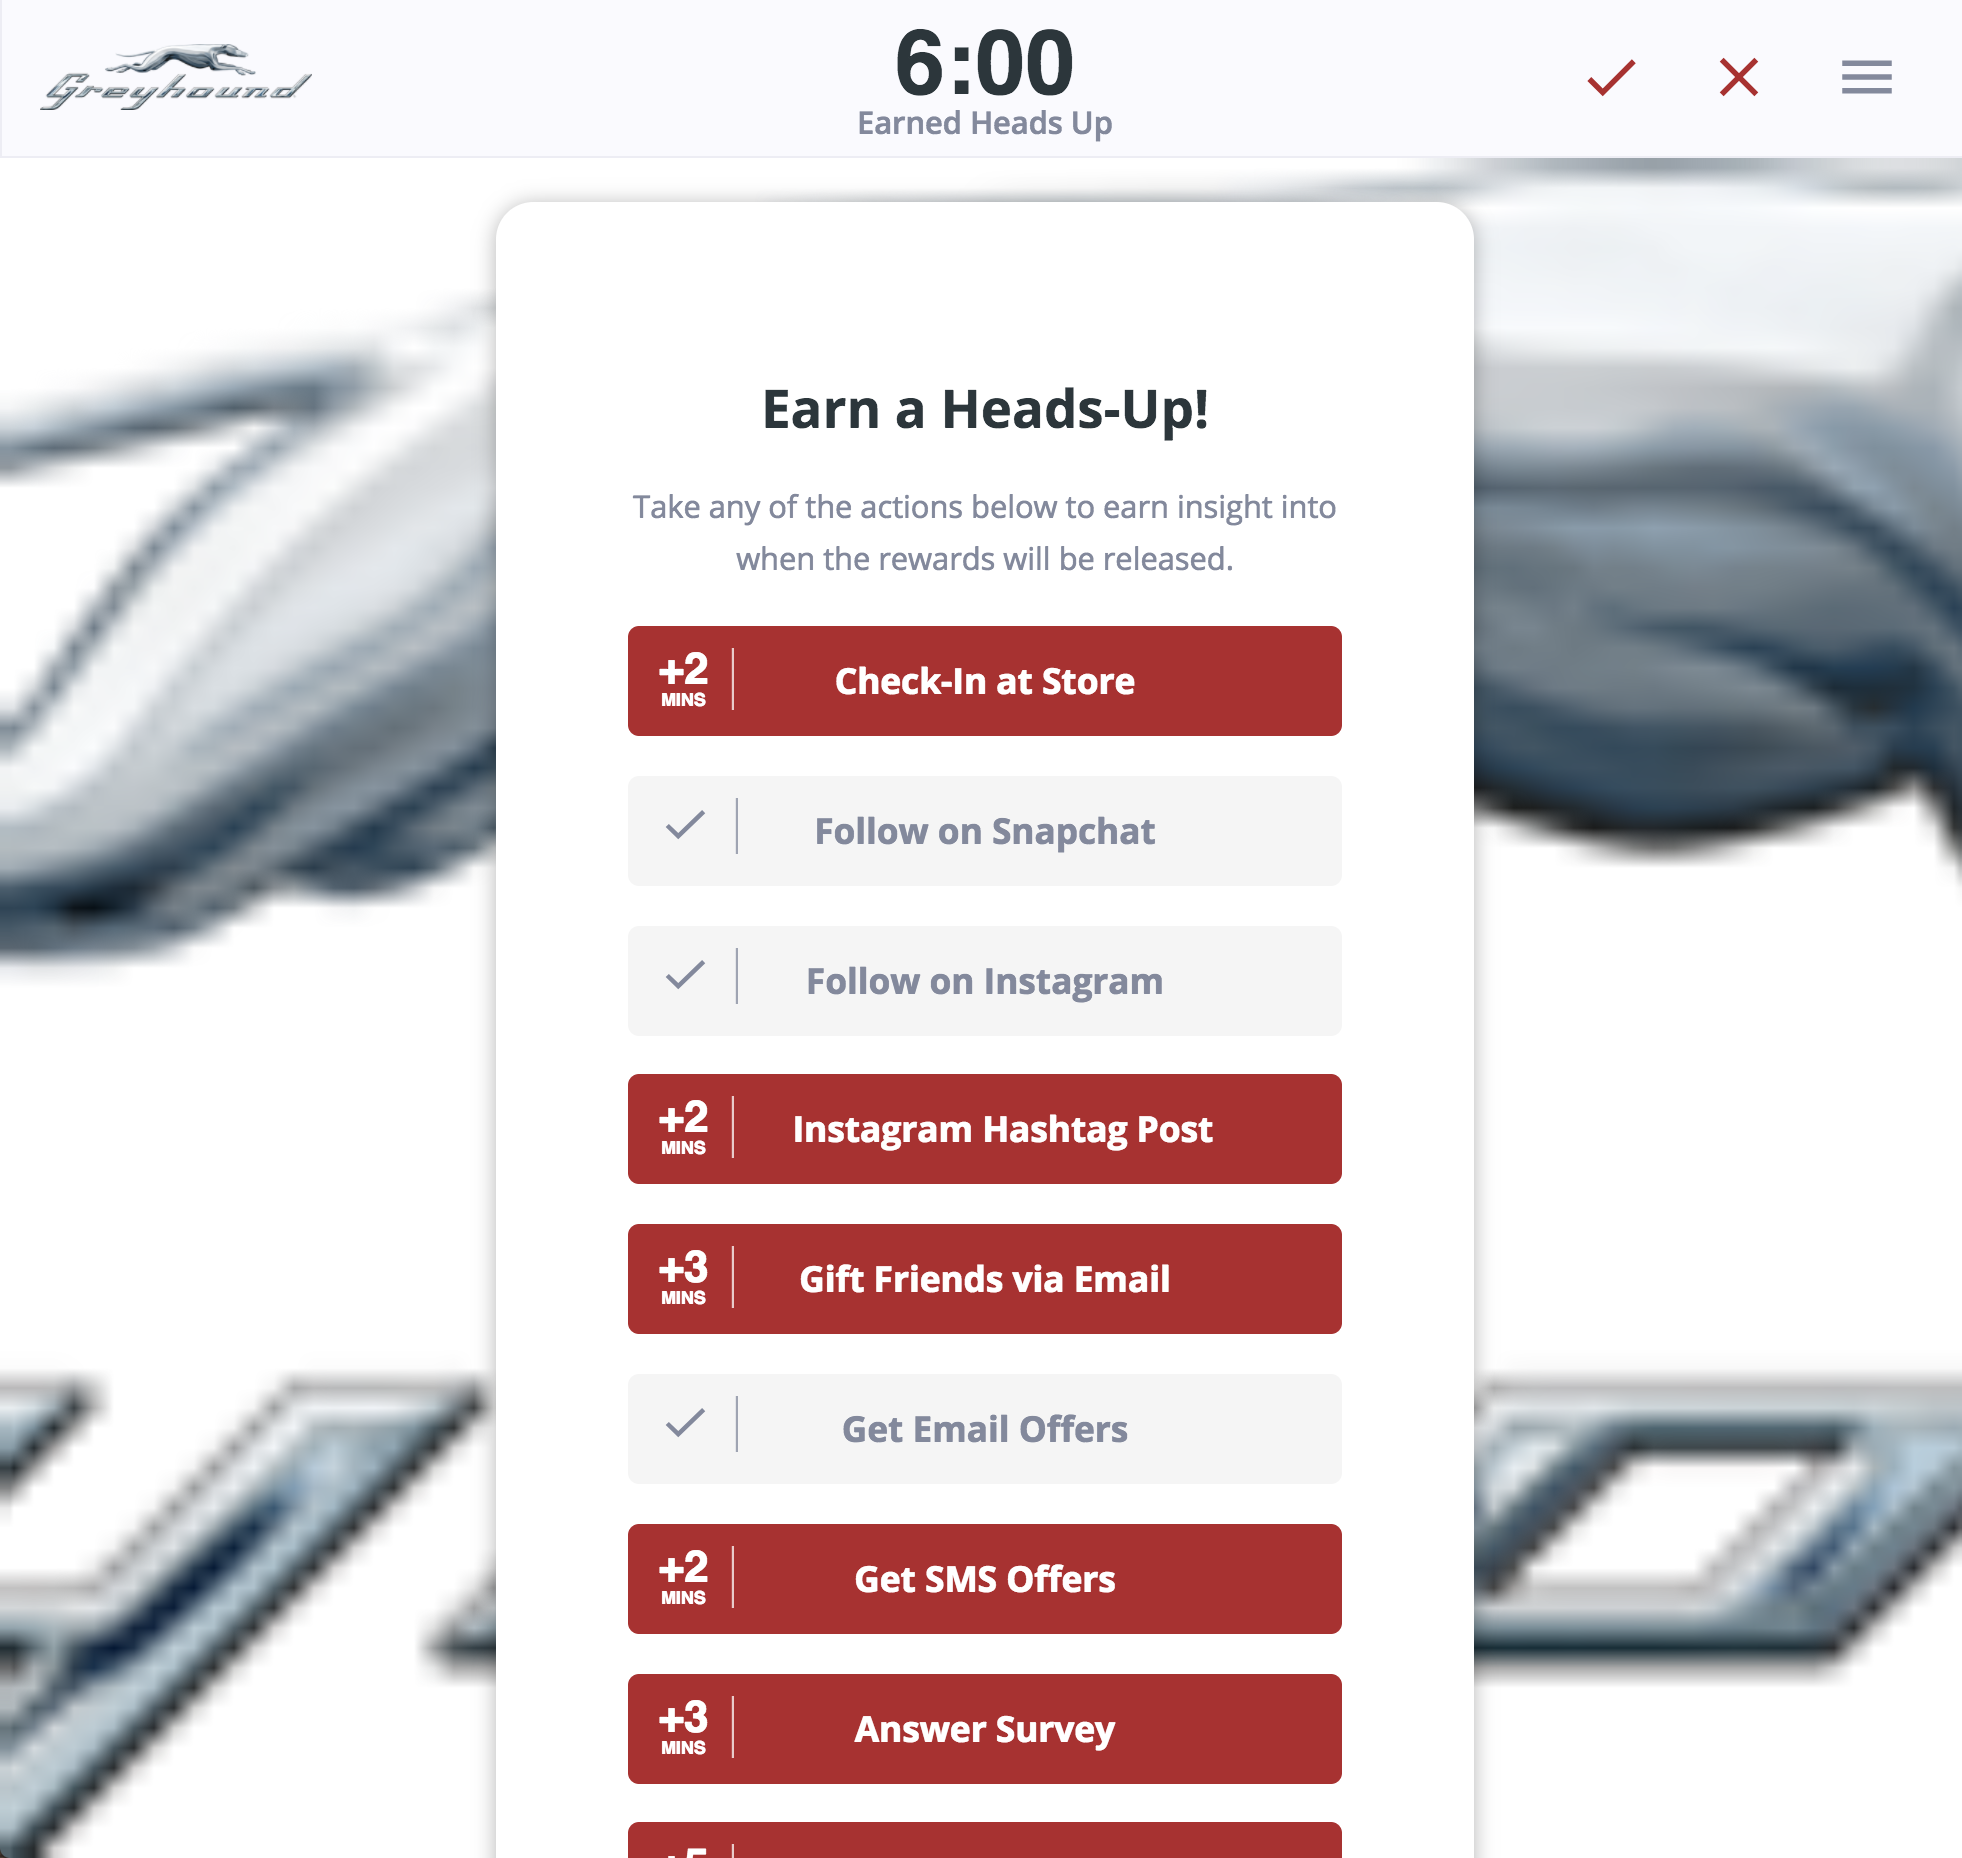 Greyhound
6:00
Earned Heads Up
Earn a Heads-Up!
Take any of the actions below to earn insight into
when the rewards will be released.
+2
MINS
Check-In at Store
Follow on Snapchat
Follow on Instagram
+2
MINS
Instagram Hashtag Post
+3
MINS
Gift Friends via Email
Get Email Offers
+2
MINS
Get SMS Offers
+3
MINS
Answer Survey